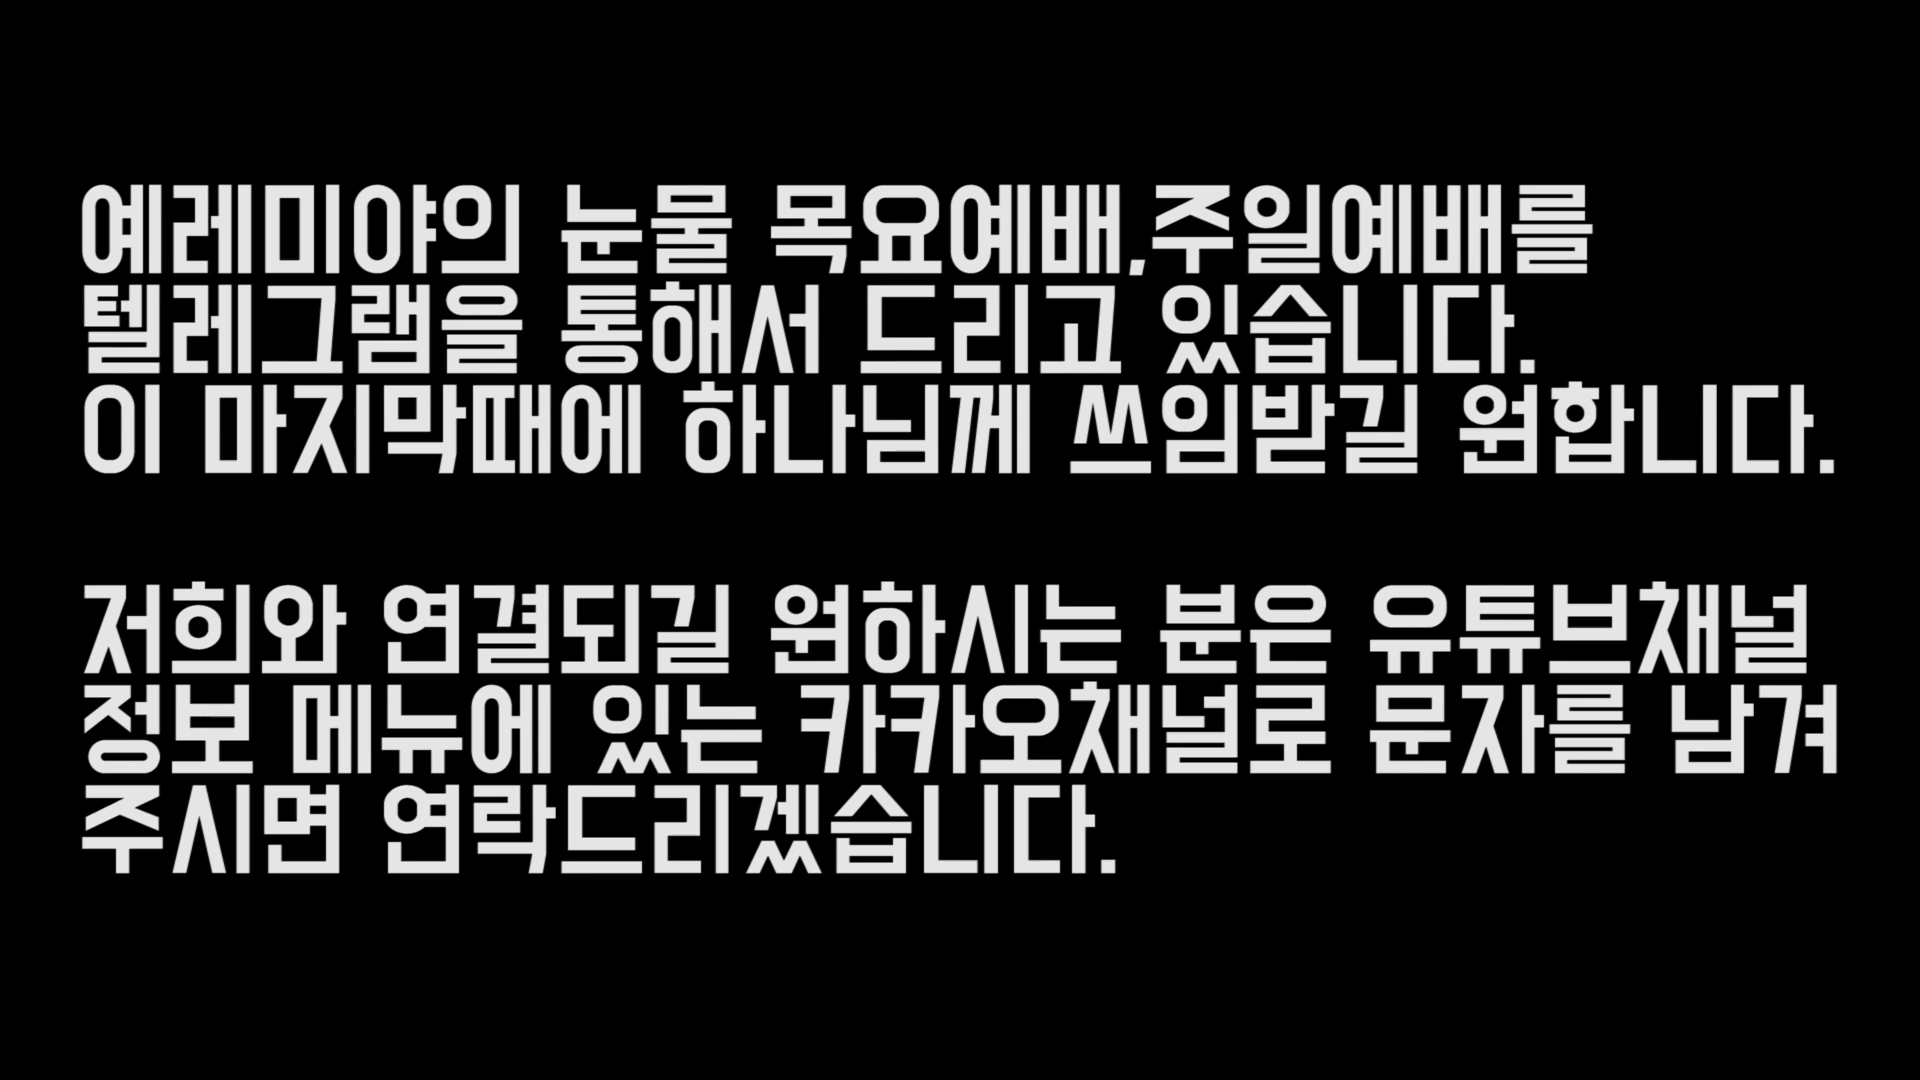 예레미야의 눈물 목요예배,주일예배를
텔레그램을 통해서 드리고 있습니다.
이 마지막때에 하나님께 쓰임받길 원합니다.
저희와 연결되길 원하시는 분은 유튜브채널
정보 메뉴에 있는 카카오채널로 문자를 남겨
주시면 연락드리겠습니다.